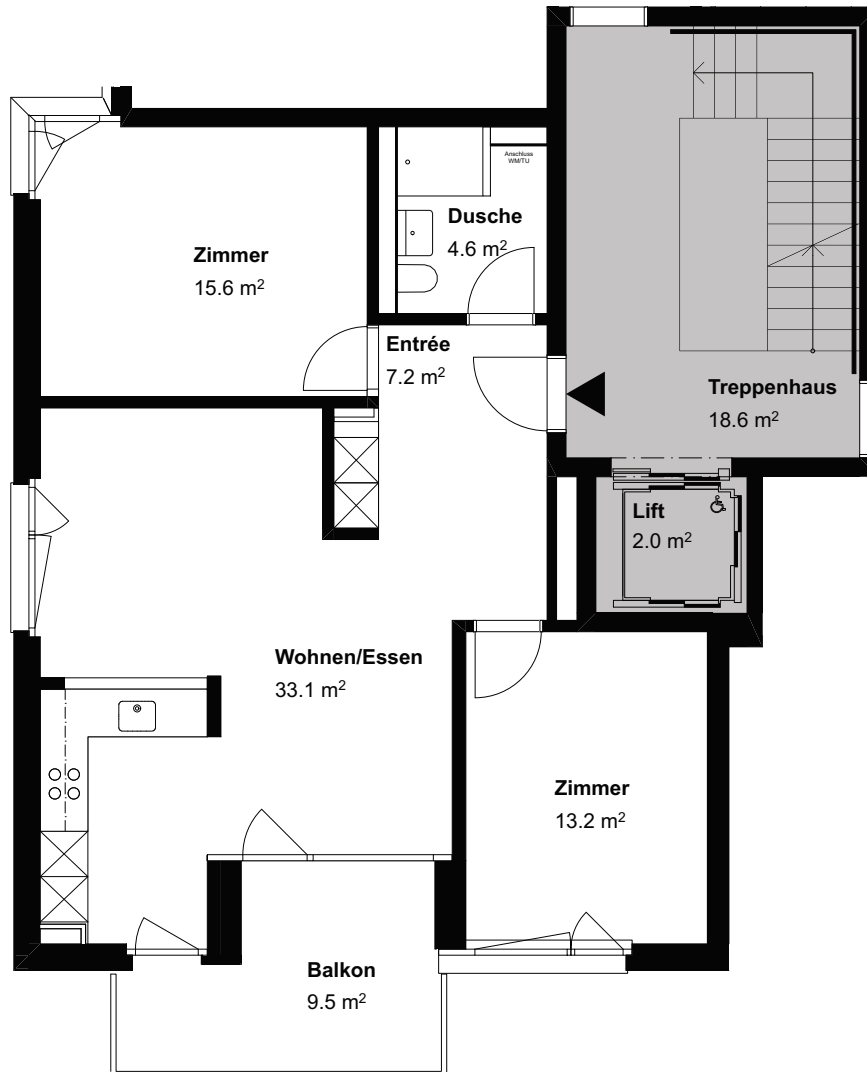 Anschluss
WM/TU
Dusche
4.6 m²
Zimmer
15.6 m²
Entrée
7.2 m²
Treppenhaus
18.6 m²
Lift
2.0 m²
Wohnen/Essen
33.1 m²
Zimmer
13.2 m²
Balkon
9.5 m²